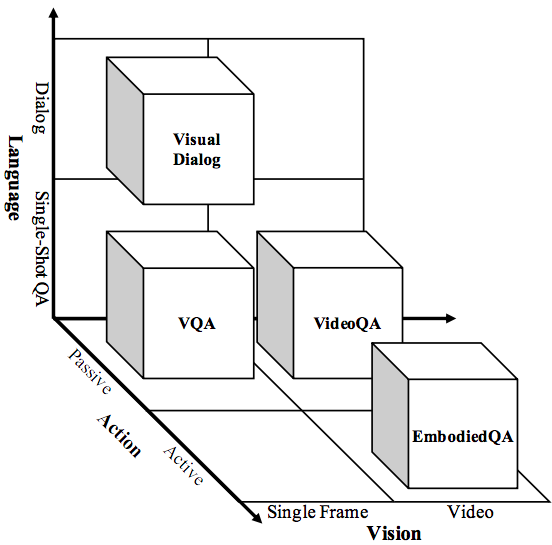 Dialog
Language
Single-Shot QA
Visual
Dialog
VQA
VideoQA
EmbodiedQA
Passive
Action
Active
Single Frame
Video
Vision